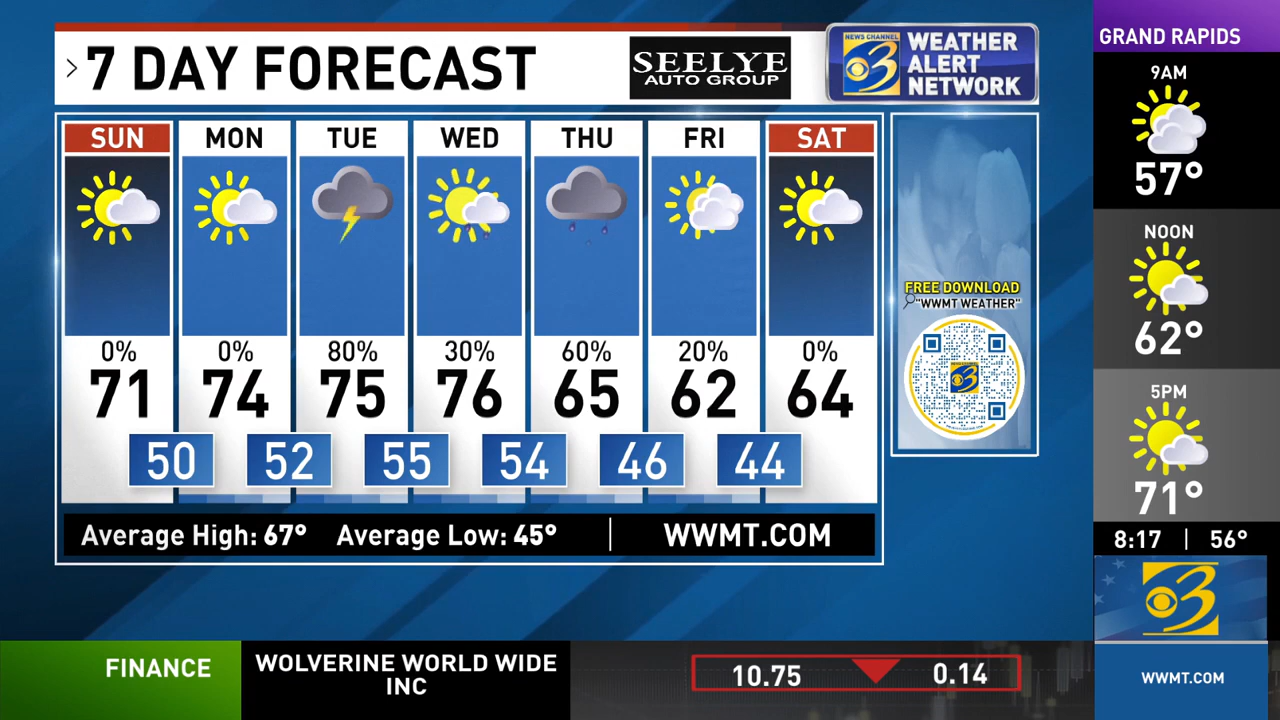 7 DAY FORECAST
SEELYE
AUTO GROUP
NEWS CHANNEL
3
WEATHER
ALERT
NETWORK
SUN MON TUE WED THU FRI SAT
0% 0% 80% 30% 60% 20% 0%
71 74 75 76 65 62 64
50 52 55 54 46 44
Average High: 67° Average Low: 45° | WWMT.COM
FREE DOWNLOAD
"WWMT WEATHER"
3
GRAND RAPIDS
9AM
57°
NOON
62°
5PM
71°
8:17 | 56°
3
WWMT.COM
FINANCE
WOLVERINE WORLD WIDE
INC
10.75 0.14